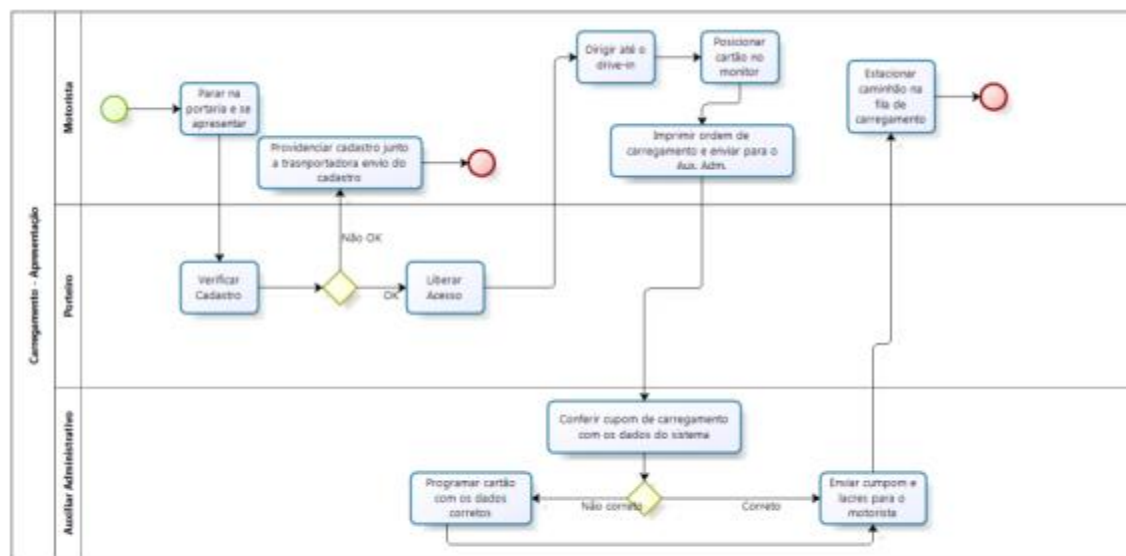 Carregamento - Apresentação
Motorista
Parar na
portaria e se
apresentar
Providenciar cadastro junto
a trasnportadora envio do
cadastro
Dirigir até o
drive-in
Posicionar
cartão no
monitor
Imprimir ordem de
carregamento e enviar para o
Aux. Adm.
Estacionar
caminhão na
fila de
carregamento
Porteiro
Verificar
Cadastro
Não OK
OK
Liberar
Acesso
Auxiliar Administrativo
Conferir cupom de carregamento
com os dados do sistema
Programar cartão
com os dados
corretos
Não correto
Correto
Enviar cumpom e
lacres para o
motorista